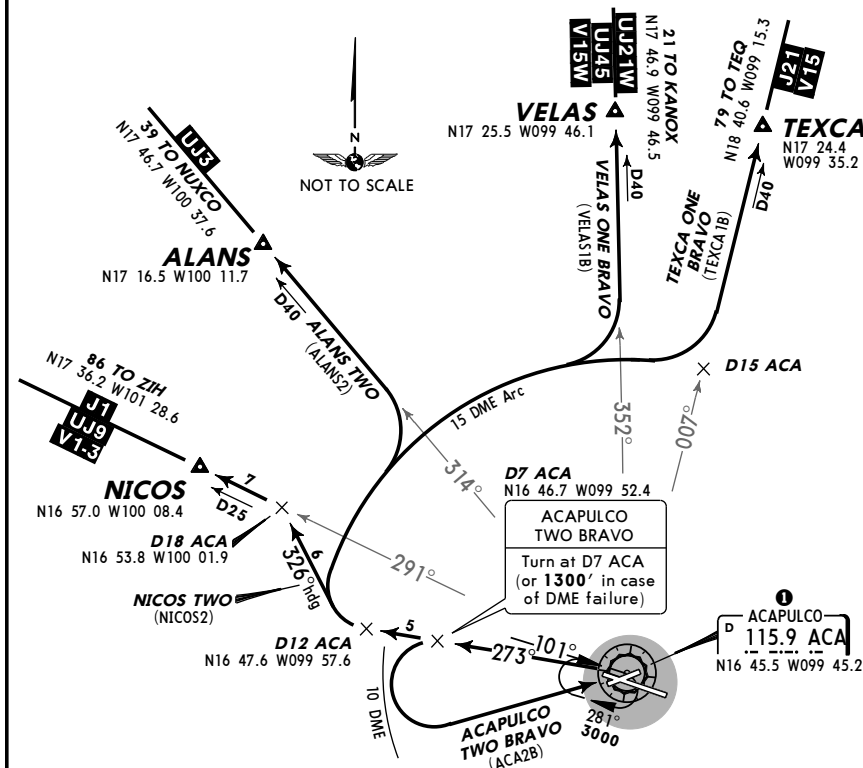 UJ21W
UJ45
V15W
21 TO KANOX
N17 46.9 W099 46.5
VELAS
N17 25.5 W099 46.1
D40
VELAS ONE BRAVO
(VELAS1B)
J21
V15
79 TO TEQ
N18 40.6 W099 15.3
TEXCA
N17 24.4
W099 35.2
D40
TEXCA ONE
BRAVO
(TEXCA1B)
N
NOT TO SCALE
UJ3
39 TO NUXCO
N17 46.7 W100 37.6
ALANS
N17 16.5 W100 11.7
D40
ALANS TWO
(ALANS2)
86 TO ZIH
N17 36.2 W101 28.6
J1
UJ9
V1-3
NICOS
N16 57.0 W100 08.4
7
D25
D18 ACA
N16 53.8 W100 01.9
6
326°hdg
NICOS TWO
(NICOS2)
D12 ACA
N16 47.6 W099 57.6
5
15 DME Arc
D15 ACA
352°
007°
314°
291°
D7 ACA
N16 46.7 W099 52.4
ACAPULCO
TWO BRAVO
Turn at D7 ACA
(or 1300' in case
of DME failure)
1
ACAPULCO
D 115.9 ACA
N16 45.5 W099 45.2
101°
273°
281°
3000
10 DME
ACAPULCO
TWO BRAVO
(ACA2B)